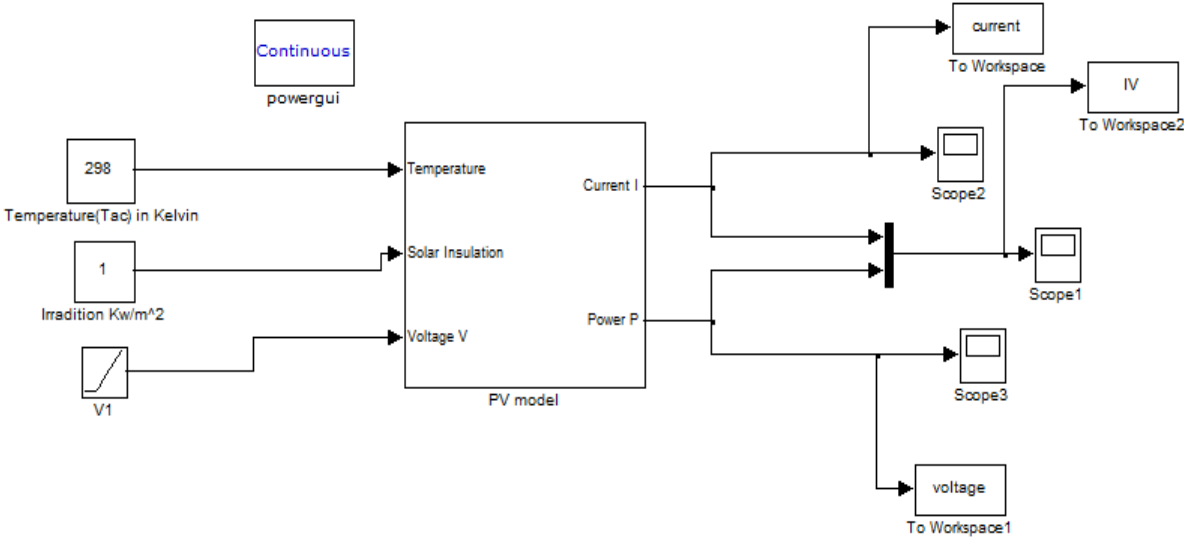 current
To Workspace
Continuous
powergui
IV
To Workspace2
298
Temperature(Tac) in Kelvin
Temperature
Current I
Scope2
1
Irradition Kw/m^2
Solar Insulation
Scope1
Voltage V
Power P
V1
PV model
Scope3
voltage
To Workspace1